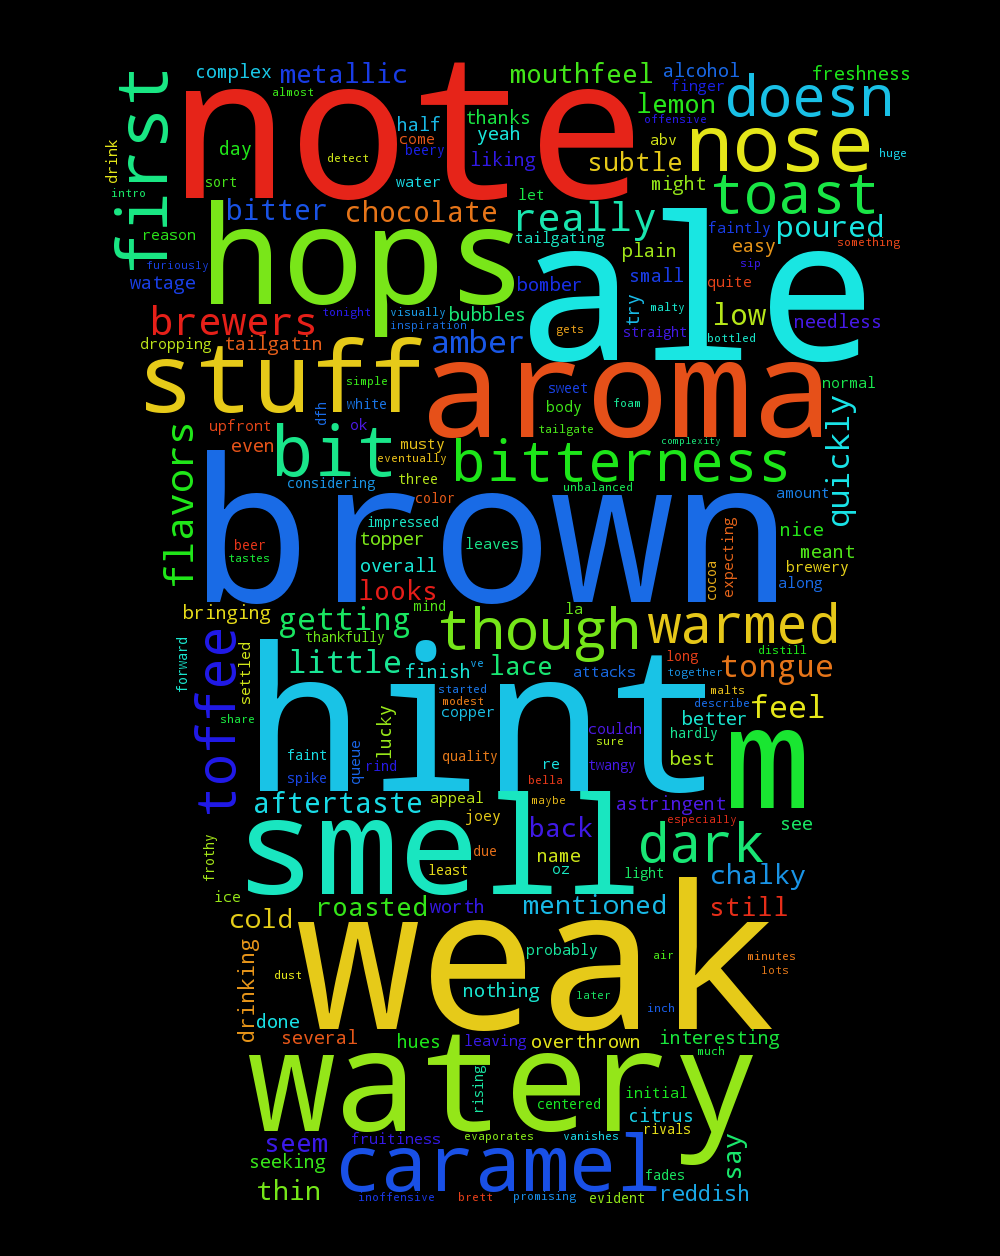 complex
metallic
mouthfeel
alcohol
freshness
first
note
almost
finger
doesn
lemon
thanks
half
yeah
offensive
come
abv
nose
drink
day
beery
detect
liking
subtle
huge
intro
sort
water
let
might
toast
bitter
chocolate
really
poured
reason
hops
tailgating
plain
faintly
easy
something
furiously
ale
sip
watage
bomber
small
quite
brewers
tonight
visually
inspiration
bubbles
try
malty
low
needless
dropping
tailgatin
amber
gets
straight
bottled
stuff
aroma
simple
sweet
normal
dfh
white
body
foam
upfront
ok
tailgate
quickly
flavors
even
bit
musty
bitterness
complexity
eventually
considering
three
unbalanced
brown
color
amount
impressed
topper
leaves
expecting
nice
beer
tastes
overall
meant
looks
cocoa
brewery
along
bringing
getting
mind
la
though
warmed
thankfully
forward
toffee
settled
little
finish
ve
lace
attacks
long
together
distill
tongue
hint
started
modest
malts
describe
feel
share
lucky
copper
couldn
better
m
faint
queue
quality
sure
hardly
best
spike
rind
re
twangy
bella
aftertaste
appeal
maybe
astringent
smell
joey
back
especially
see
frothy
due
name
dark
least
oz
light
chalky
ice
roasted
worth
mentioned
still
cold
weak
drinking
probably
air
minutes
dust
nothing
later
lots
inch
done
several
hues
leaving
overthrown
interesting
much
watery
rising
centered
initial
citrus
rivals
seem
fruitiness
evaporates
vanishes
say
seeking
caramel
fades
thin
inoffensive
brett
promising
evident
reddish